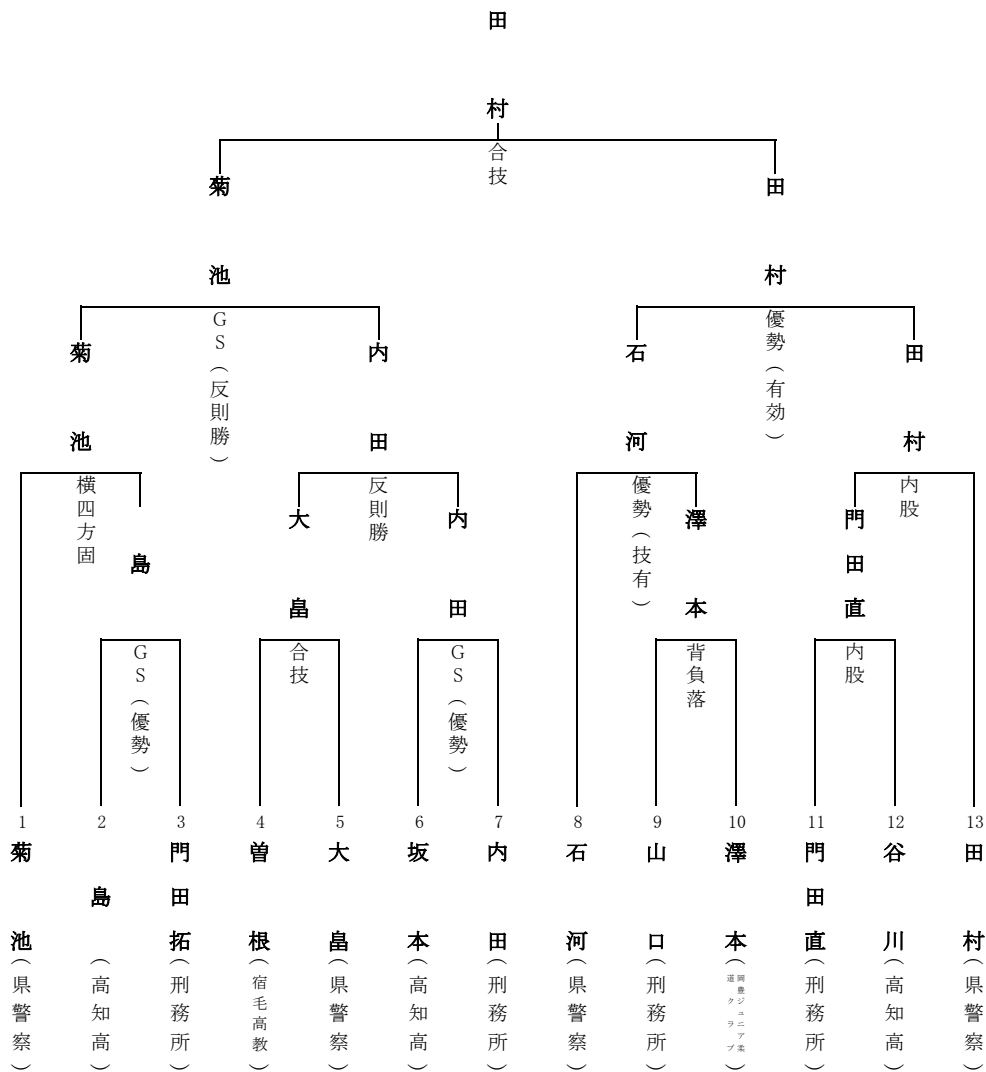 田村
合技
菊池
田村
GS（反則勝）
優勢（有効）
菊池
内田
石河
田村
横四方固
反則勝
優勢（技有）
内股
島
大畠
内田
澤本
門田直
GS（優勢）
合技
GS（優勢）
背負落
内股
1
菊池（県警察）
2
島（高知高）
3
門田拓（刑務所）
4
曽根（宿毛高教）
5
大畠（県警察）
6
坂本（高知高）
7
内田（刑務所）
8
石河（県警察）
9
山口（刑務所）
10
澤本（岡豊ジュニア柔道クラブ）
11
門田直（刑務所）
12
谷川（高知高）
13
田村（県警察）